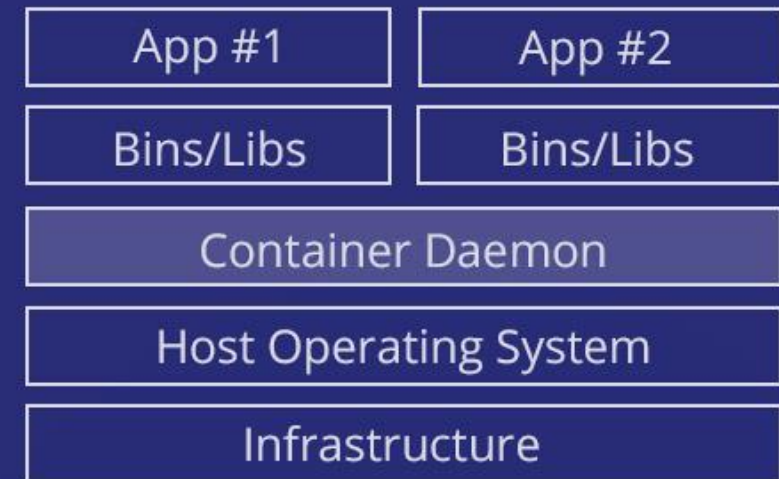 App #1
App #2
Bins/Libs
Bins/Libs
Container Daemon
Host Operating System
Infrastructure